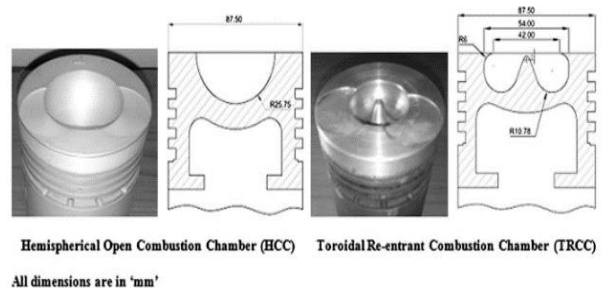 87.50
R25.75
87.50
54.00
42.00
R6
R10.78
Hemispherical Open Combustion Chamber (HCC)
Toroidal Re-entrant Combustion Chamber (TRCC)
All dimensions are in ‘mm’